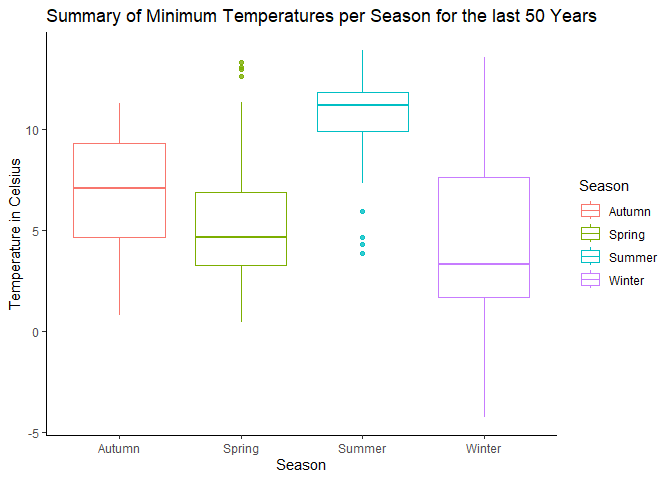 Summary of Minimum Temperatures per Season for the last 50 Years
Temperature in Celsius
10
5
0
-5
Autumn
Spring
Summer
Winter
Season
Season
Autumn
Spring
Summer
Winter